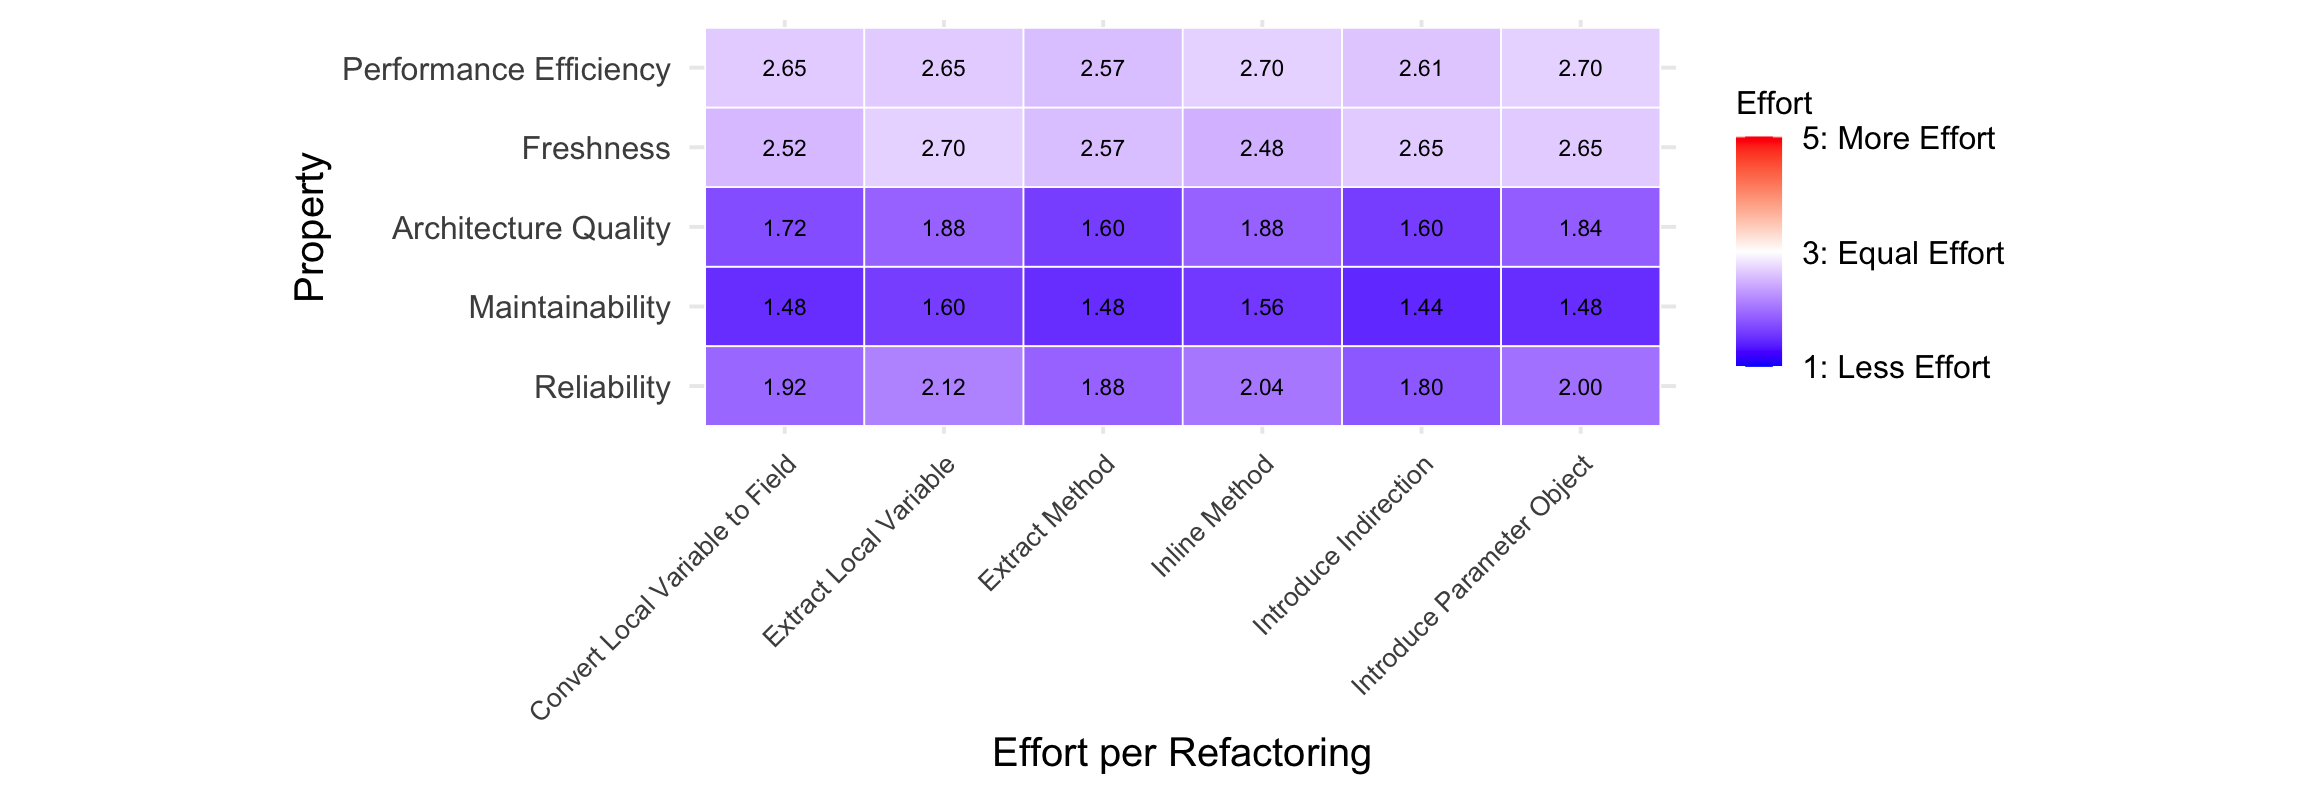 Property
Performance Efficiency 2.65 2.65 2.57 2.70 2.61 2.70
Freshness 2.52 2.70 2.57 2.48 2.65 2.65
Architecture Quality 1.72 1.88 1.60 1.88 1.60 1.84
Maintainability 1.48 1.60 1.48 1.56 1.44 1.48
Reliability 1.92 2.12 1.88 2.04 1.80 2.00
Convert Local Variable to Field
Extract Local Variable
Extract Method
Inline Method
Introduce Indirection
Introduce Parameter Object
Effort per Refactoring
Effort
5: More Effort
3: Equal Effort
1: Less Effort